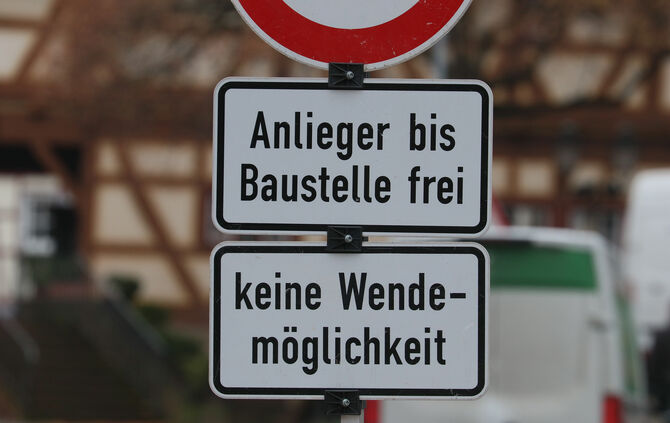 Anlieger bis
Baustelle frei
keine Wende-
möglichkeit